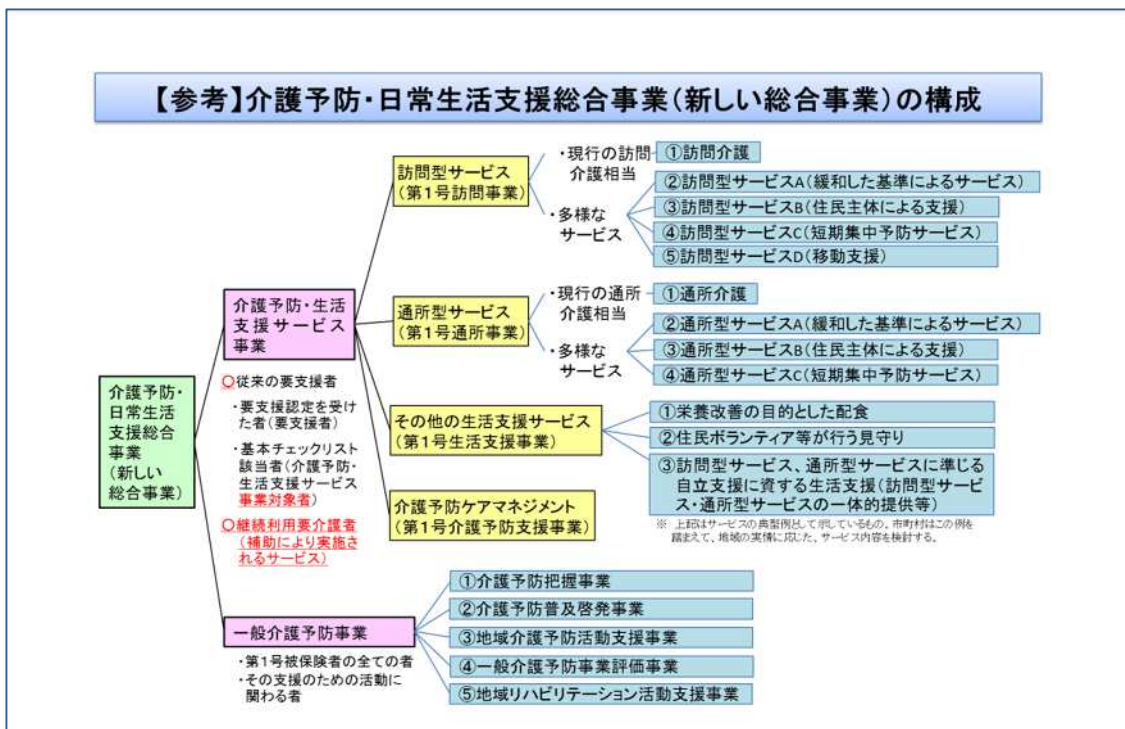 【参考】介護予防・日常生活支援総合事業(新しい総合事業)の構成
介護予防・
日常生活
支援総合
事業
(新しい
総合事業)
介護予防・生活
支援サービス
事業
〇従来の要支援者
・要支援認定を受け
た者(要支援者)
・基本チェックリスト
該当者(介護予防・
生活支援サービス
事業対象者)
〇継続利用要介護者
(補助により実施さ
れるサービス)
訪問型サービス
(第1号訪問事業)
・現行の訪問
介護相当
①訪問介護
・多様な
サービス
②訪問型サービスA(緩和した基準によるサービス)
③訪問型サービスB(住民主体による支援)
④訪問型サービスC(短期集中予防サービス)
⑤訪問型サービスD(移動支援)
通所型サービス
(第1号通所事業)
・現行の通所
介護相当
①通所介護
・多様な
サービス
②通所型サービスA(緩和した基準によるサービス)
③通所型サービスB(住民主体による支援)
④通所型サービスC(短期集中予防サービス)
その他の生活支援サービス
(第1号生活支援事業)
①栄養改善の目的とした配食
②住民ボランティア等が行う見守り
③訪問型サービス、通所型サービスに準じる
自立支援に資する生活支援(訪問型サービ
ス・通所型サービスの一体的提供等)
※ 上記はサービスの典型例として示しているもの。市町村はこの例を
踏まえて、地域の実情に応じた、サービス内容を検討する。
介護予防ケアマネジメント
(第1号介護予防支援事業)
一般介護予防事業
・第1号被保険者の全ての者
・その支援のための活動に
関わる者
①介護予防把握事業
②介護予防普及啓発事業
③地域介護予防活動支援事業
④一般介護予防事業評価事業
⑤地域リハビリテーション活動支援事業